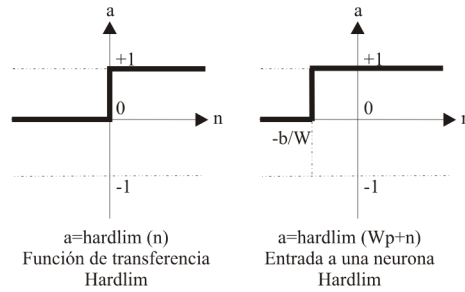 a
+1
0
n
-1
a=hardlim (n)
Función de transferencia
Hardlim
a
+1
0
n
-b/W
-1
a=hardlim (Wp+n)
Entrada a una neurona
Hardlim